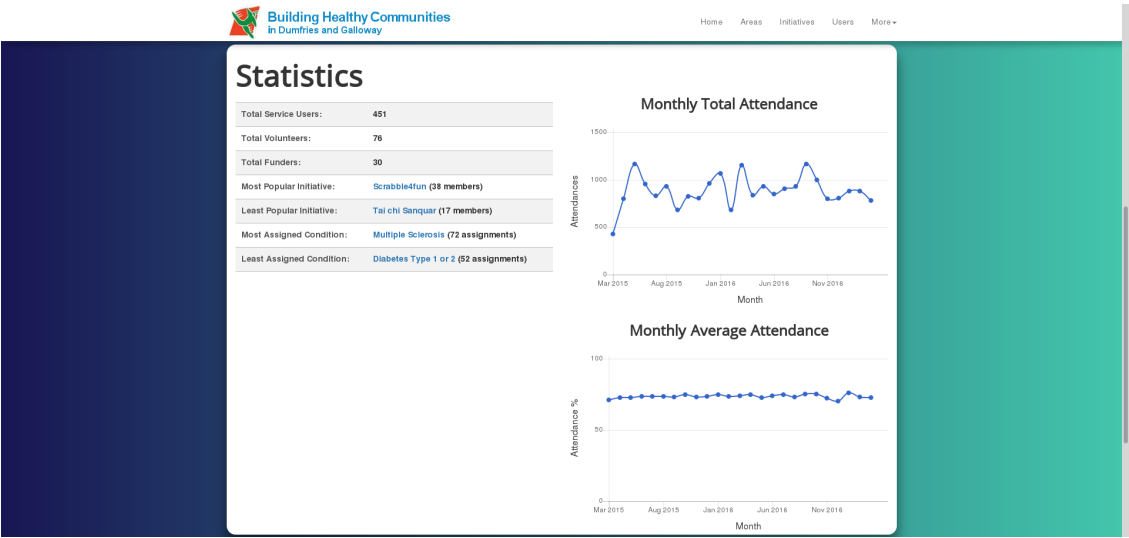 Building Healthy Communities
in Dumfries and Galloway
Home Areas Initiatives Users More
Statistics
Total Service Users: 451
Total Volunteers: 76
Total Funders: 30
Most Popular Initiative: Scrabble4fun (38 members)
Least Popular Initiative: Tai chi Sanquar (17 members)
Most Assigned Condition: Multiple Sclerosis (72 assignments)
Least Assigned Condition: Diabetes Type 1 or 2 (52 assignments)
Monthly Total Attendance
1500
1000
500
0
Attendances
Mar 2015 Aug 2015 Jan 2016 Jun 2016 Nov 2016
Month
Monthly Average Attendance
100
50
0
Attendance %
Mar 2015 Aug 2015 Jan 2016 Jun 2016 Nov 2016
Month